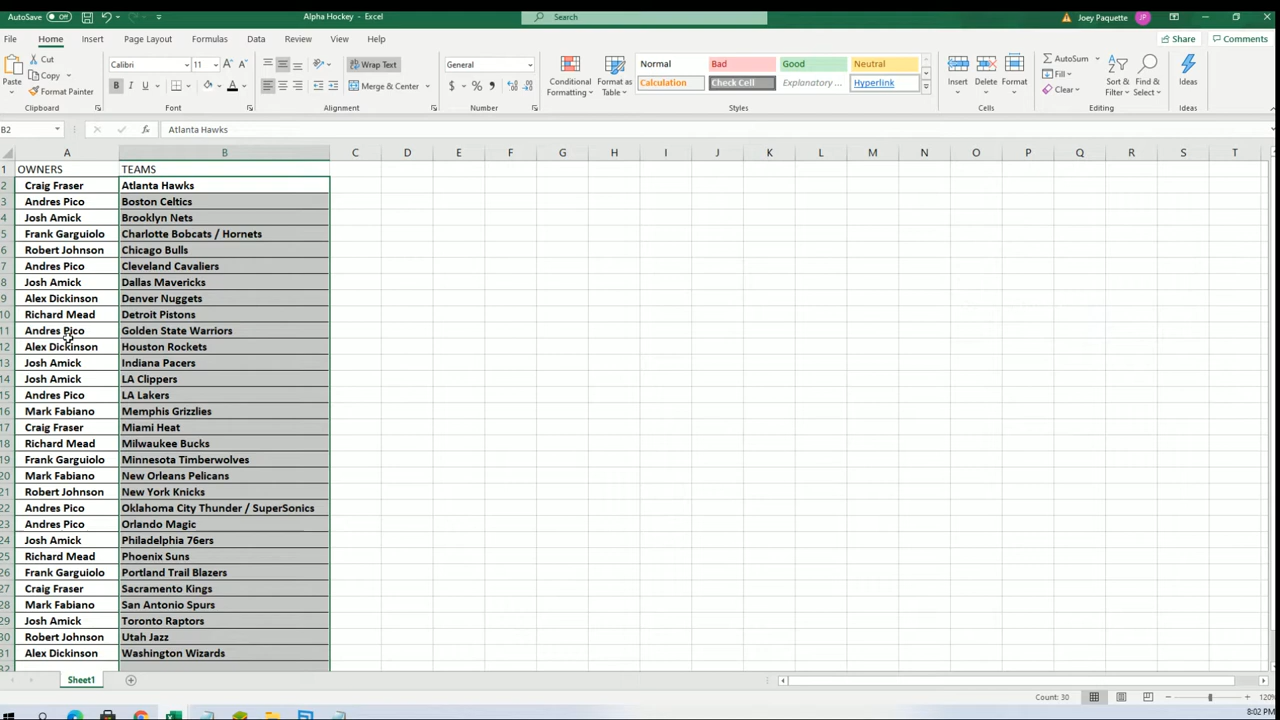 AutoSave Off Alpha Hockey - Excel Search Joey Paquette JP
File Home Insert Page Layout Formulas Data Review View Help Share Comments
Cut Calibri 11 Wrap Text General Normal Bad Good Neutral AutoSum
Paste Copy Fill
Format Painter B I U Merge & Center $ % Conditional Formatting Format as Table Calculation Check Cell Explanatory ... Hyperlink Insert Delete Format Clear Sort & Filter Find & Select Ideas
Clipboard Font Alignment Number Styles Cells Editing Ideas
B2 fx Atlanta Hawks
A B C D E F G H I J K L M N O P Q R S T
1 OWNERS TEAMS
2 Craig Fraser Atlanta Hawks
3 Andres Pico Boston Celtics
4 Josh Amick Brooklyn Nets
5 Frank Garguiolo Charlotte Bobcats / Hornets
6 Robert Johnson Chicago Bulls
7 Andres Pico Cleveland Cavaliers
8 Josh Amick Dallas Mavericks
9 Alex Dickinson Denver Nuggets
10 Richard Mead Detroit Pistons
11 Andres Pico Golden State Warriors
12 Alex Dickinson Houston Rockets
13 Josh Amick Indiana Pacers
14 Josh Amick LA Clippers
15 Andres Pico LA Lakers
16 Mark Fabiano Memphis Grizzlies
17 Craig Fraser Miami Heat
18 Richard Mead Milwaukee Bucks
19 Frank Garguiolo Minnesota Timberwolves
20 Mark Fabiano New Orleans Pelicans
21 Robert Johnson New York Knicks
22 Andres Pico Oklahoma City Thunder / SuperSonics
23 Andres Pico Orlando Magic
24 Josh Amick Philadelphia 76ers
25 Richard Mead Phoenix Suns
26 Frank Garguiolo Portland Trail Blazers
27 Craig Fraser Sacramento Kings
28 Mark Fabiano San Antonio Spurs
29 Josh Amick Toronto Raptors
30 Robert Johnson Utah Jazz
31 Alex Dickinson Washington Wizards
Sheet1
Count: 30 120%
8:02 PM